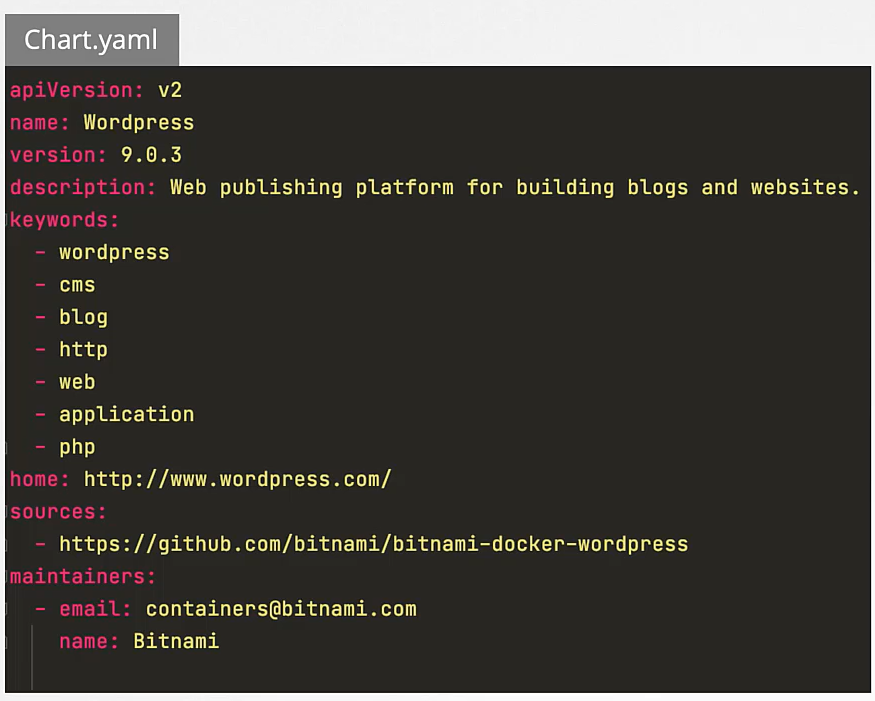 Chart.yaml
apiVersion: v2
name: Wordpress
version: 9.0.3
description: Web publishing platform for building blogs and websites.
keywords:
  - wordpress
  - cms
  - blog
  - http
  - web
  - application
  - php
home: http://www.wordpress.com/
sources:
  - https://github.com/bitnami/bitnami-docker-wordpress
maintainers:
  - email: containers@bitnami.com
    name: Bitnami